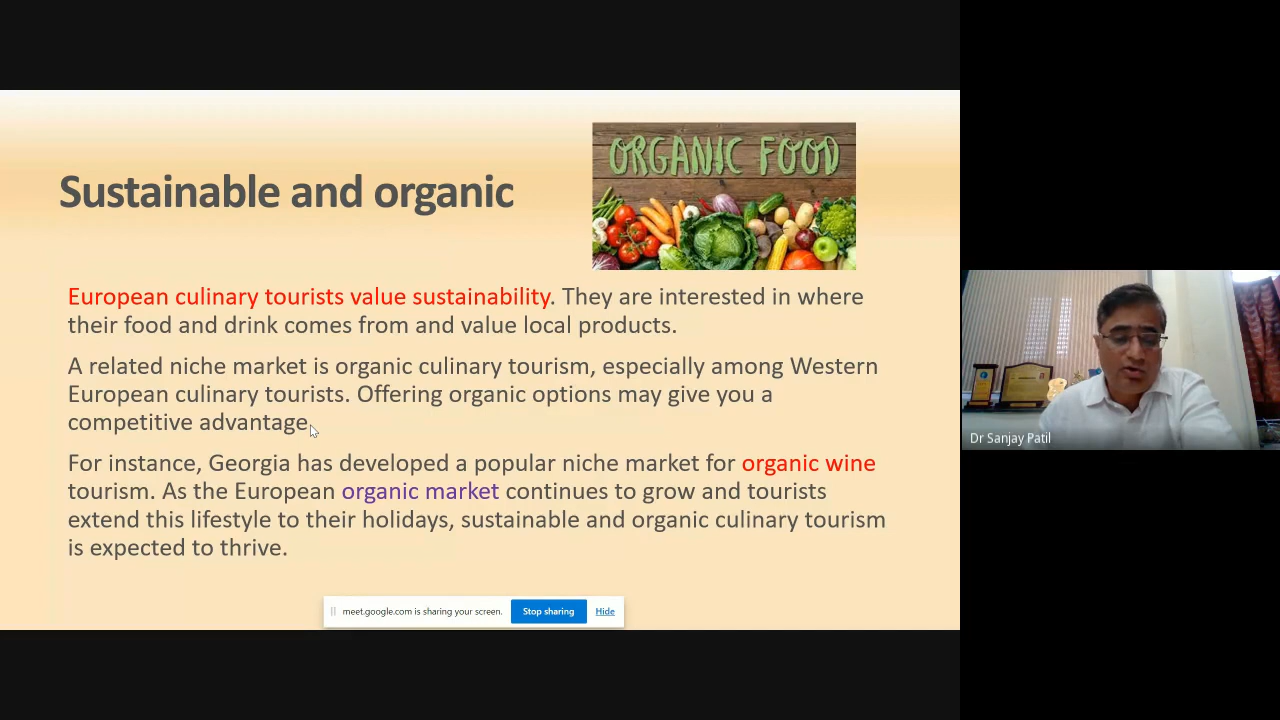 Sustainable and organic
ORGANIC FOOD
European culinary tourists value sustainability. They are interested in where
their food and drink comes from and value local products.
A related niche market is organic culinary tourism, especially among Western
European culinary tourists. Offering organic options may give you a
competitive advantage.
For instance, Georgia has developed a popular niche market for organic wine
tourism. As the European organic market continues to grow and tourists
extend this lifestyle to their holidays, sustainable and organic culinary tourism
is expected to thrive.
meet.google.com is sharing your screen.
Stop sharing
Hide
Dr Sanjay Patil